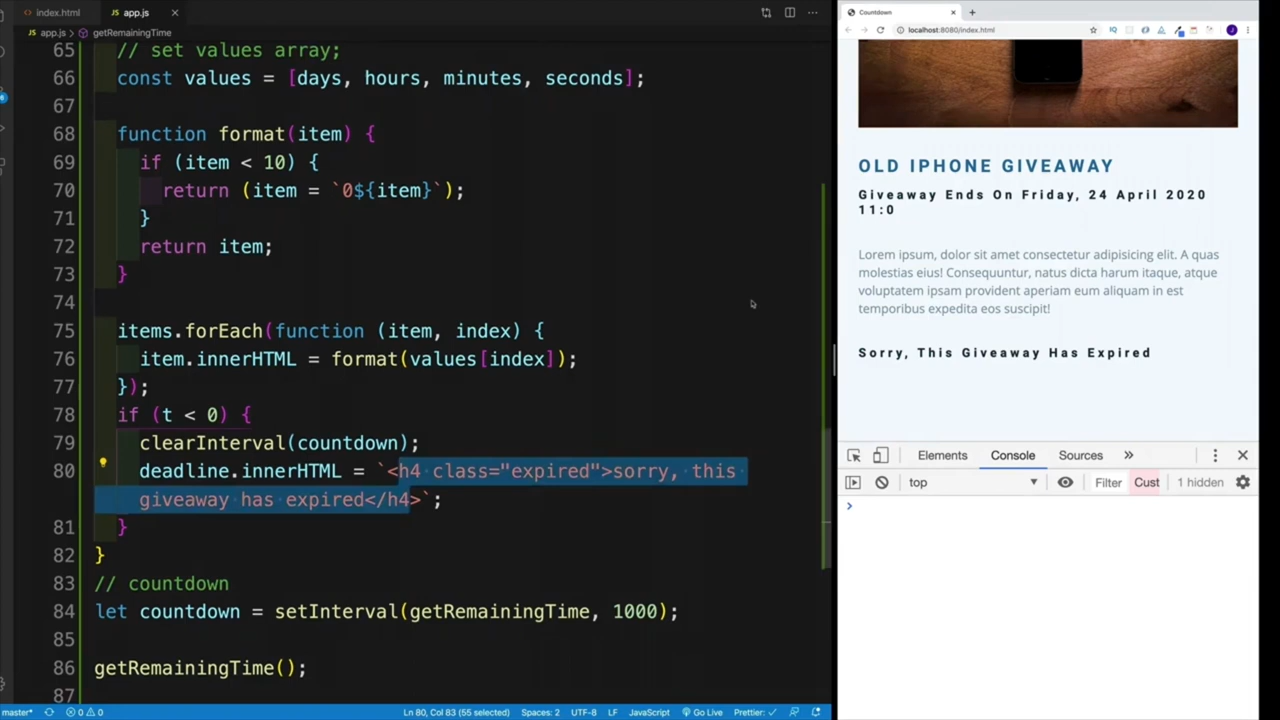 index.html
app.js
app.js > getRemainingTime
65 // set values array;
66 const values = [days, hours, minutes, seconds];
67
68 function format(item) {
69 if (item < 10) {
70 return (item = `0${item}`);
71 }
72 return item;
73 }
74
75 items.forEach(function (item, index) {
76 item.innerHTML = format(values[index]);
77 });
78 if (t < 0) {
79 clearInterval(countdown);
80 deadline.innerHTML = `<h4 class="expired">sorry, this
giveaway has expired</h4>`;
81 }
82 }
83 // countdown
84 let countdown = setInterval(getRemainingTime, 1000);
85
86 getRemainingTime();
87
master* 0 0 Ln 80, Col 83 (55 selected) Spaces: 2 UTF-8 LF JavaScript Go Live Prettier: ✓
Countdown
localhost:8080/index.html
OLD IPHONE GIVEAWAY
Giveaway Ends On Friday, 24 April 2020
11:0
Lorem ipsum, dolor sit amet consectetur adipisicing elit. A quas
molestias eius! Consequuntur, natus dicta harum itaque, atque
voluptatem ipsam provident aperiam eum aliquam in est
temporibus expedita eos suscipit!
Sorry, This Giveaway Has Expired
Elements Console Sources »
top Filter Cust 1 hidden